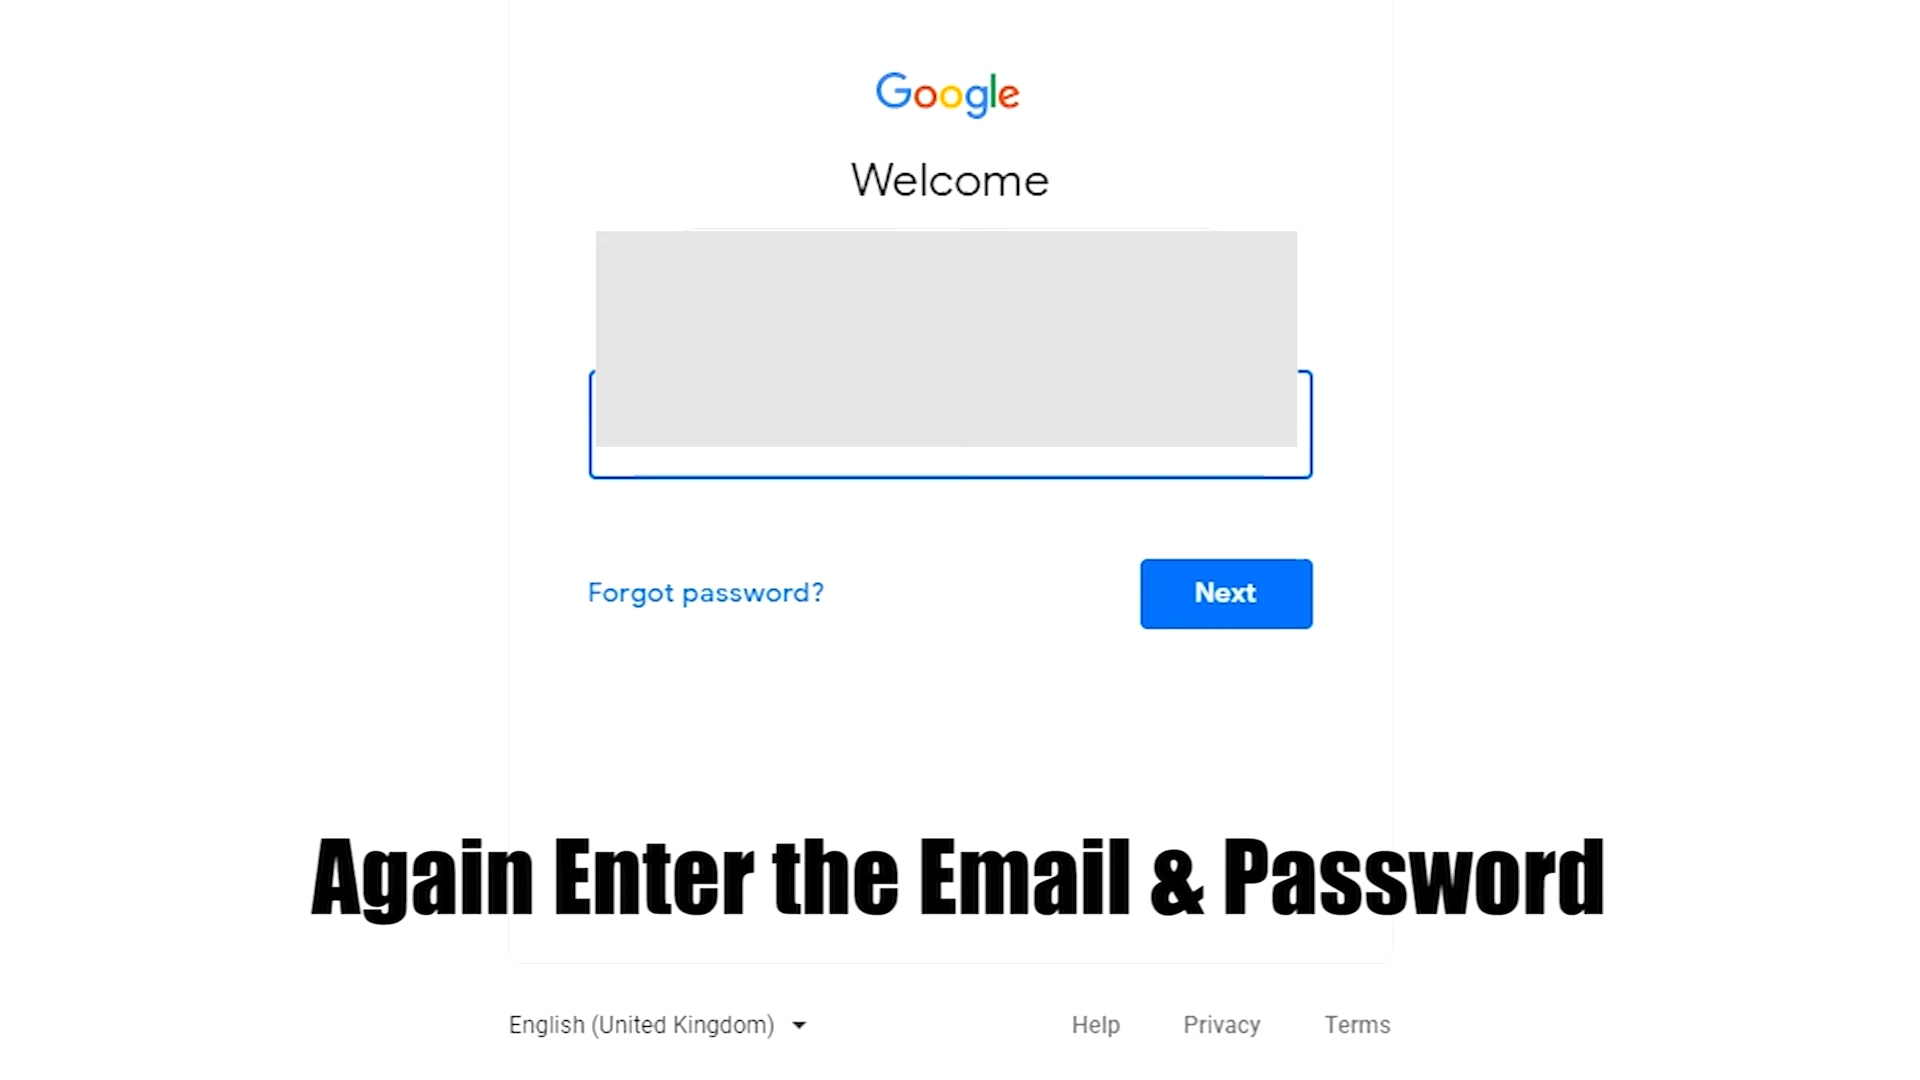 Google
Welcome
Forgot password?
Next
Again Enter the Email & Password
English (United Kingdom)
Help Privacy Terms